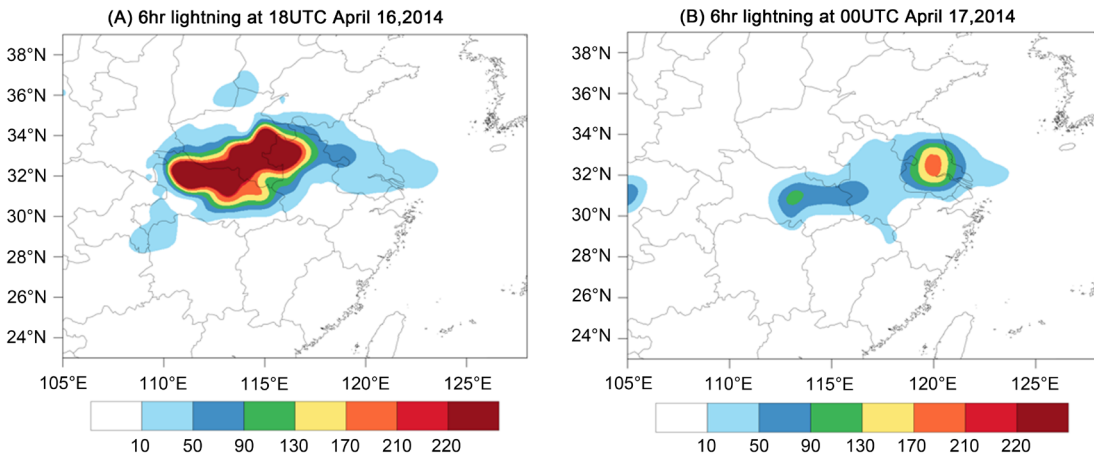 (A) 6hr lightning at 18UTC April 16,2014
38°N
36°N
34°N
32°N
30°N
28°N
26°N
24°N
105°E 110°E 115°E 120°E 125°E
10 50 90 130 170 210 220
(B) 6hr lightning at 00UTC April 17,2014
38°N
36°N
34°N
32°N
30°N
28°N
26°N
24°N
105°E 110°E 115°E 120°E 125°E
10 50 90 130 170 210 220